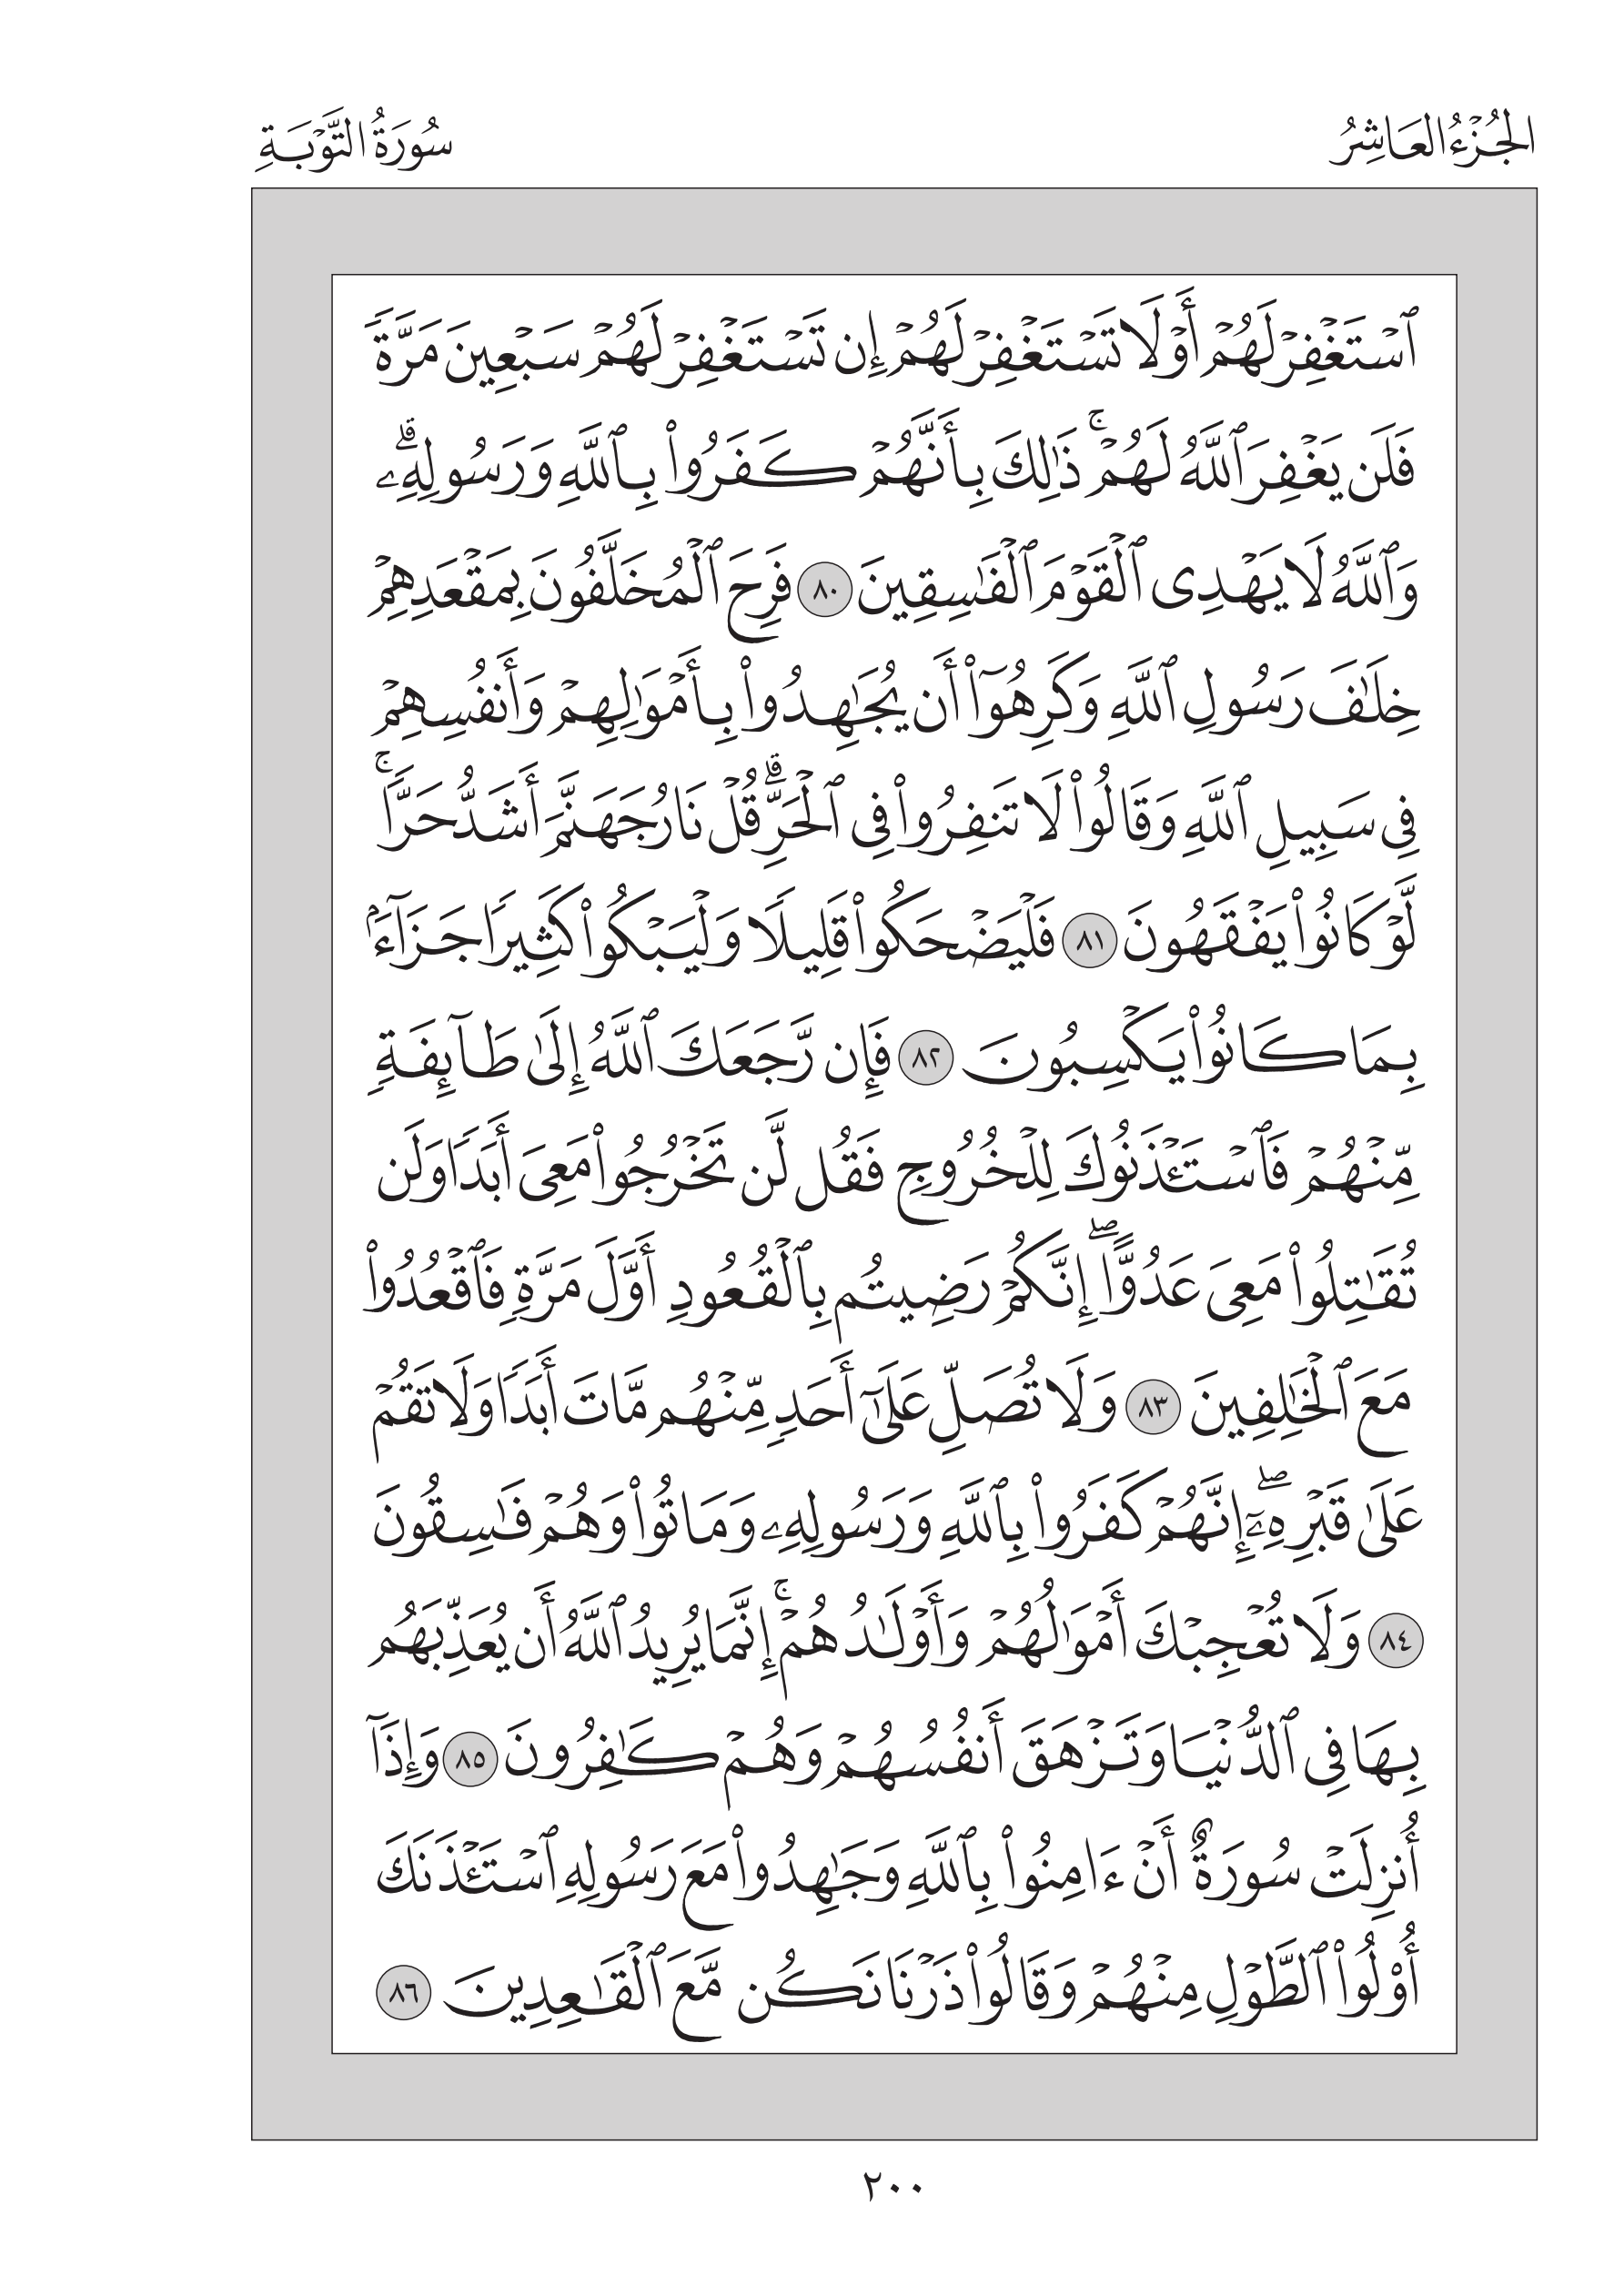 الجُزْءُ العَاشِرُ
سُورَةُ التَّوْبَةِ
ٱسْتَغْفِرْ لَهُمْ أَوْ لَا تَسْتَغْفِرْ لَهُمْ إِن تَسْتَغْفِرْ لَهُمْ سَبْعِينَ مَرَّةً
فَلَن يَغْفِرَ ٱللَّهُ لَهُمْ ۚ ذَٰلِكَ بِأَنَّهُمْ كَفَرُوا۟ بِٱللَّهِ وَرَسُولِهِۦ ۗ
وَٱللَّهُ لَا يَهْدِى ٱلْقَوْمَ ٱلْفَٰسِقِينَ ٨٠ فَرِحَ ٱلْمُخَلَّفُونَ بِمَقْعَدِهِمْ
خِلَٰفَ رَسُولِ ٱللَّهِ وَكَرِهُوٓا۟ أَن يُجَٰهِدُوا۟ بِأَمْوَٰلِهِمْ وَأَنفُسِهِمْ
فِى سَبِيلِ ٱللَّهِ وَقَالُوا۟ لَا تَنفِرُوا۟ فِى ٱلْحَرِّ ۗ قُلْ نَارُ جَهَنَّمَ أَشَدُّ حَرًّا ۚ
لَّوْ كَانُوا۟ يَفْقَهُونَ ٨١ فَلْيَضْحَكُوا۟ قَلِيلًا وَلْيَبْكُوا۟ كَثِيرًا جَزَآءًۢ
بِمَا كَانُوا۟ يَكْسِبُونَ ٨٢ فَإِن رَّجَعَكَ ٱللَّهُ إِلَىٰ طَآئِفَةٍ
مِّنْهُمْ فَٱسْتَـْٔذَنُوكَ لِلْخُرُوجِ فَقُل لَّن تَخْرُجُوا۟ مَعِىَ أَبَدًا وَلَن
تُقَٰتِلُوا۟ مَعِىَ عَدُوًّا ۖ إِنَّكُمْ رَضِيتُم بِٱلْقُعُودِ أَوَّلَ مَرَّةٍ فَٱقْعُدُوا۟
مَعَ ٱلْخَٰلِفِينَ ٨٣ وَلَا تُصَلِّ عَلَىٰٓ أَحَدٍ مِّنْهُم مَّاتَ أَبَدًا وَلَا تَقُمْ
عَلَىٰ قَبْرِهِۦٓ ۖ إِنَّهُمْ كَفَرُوا۟ بِٱللَّهِ وَرَسُولِهِۦ وَمَاتُوا۟ وَهُمْ فَٰسِقُونَ
٨٤ وَلَا تُعْجِبْكَ أَمْوَٰلُهُمْ وَأَوْلَٰدُهُمْ ۚ إِنَّمَا يُرِيدُ ٱللَّهُ أَن يُعَذِّبَهُم
بِهَا فِى ٱلدُّنْيَا وَتَزْهَقَ أَنفُسُهُمْ وَهُمْ كَٰفِرُونَ ٨٥ وَإِذَآ
أُنزِلَتْ سُورَةٌ أَنْ ءَامِنُوا۟ بِٱللَّهِ وَجَٰهِدُوا۟ مَعَ رَسُولِهِ ٱسْتَـْٔذَنَكَ
أُو۟لُوا۟ ٱلطَّوْلِ مِنْهُمْ وَقَالُوا۟ ذَرْنَا نَكُن مَّعَ ٱلْقَٰعِدِينَ ٨٦
٢٠٠